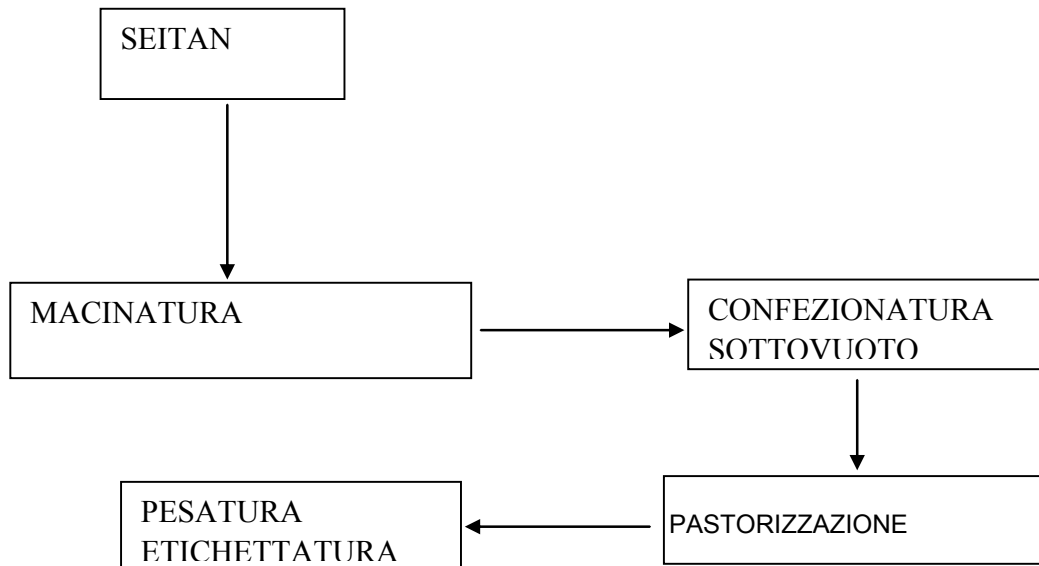 SEITAN
MACINATURA
CONFEZIONATURA
SOTTOVUOTO
PASTORIZZAZIONE
PESATURA
ETICHETTATURA